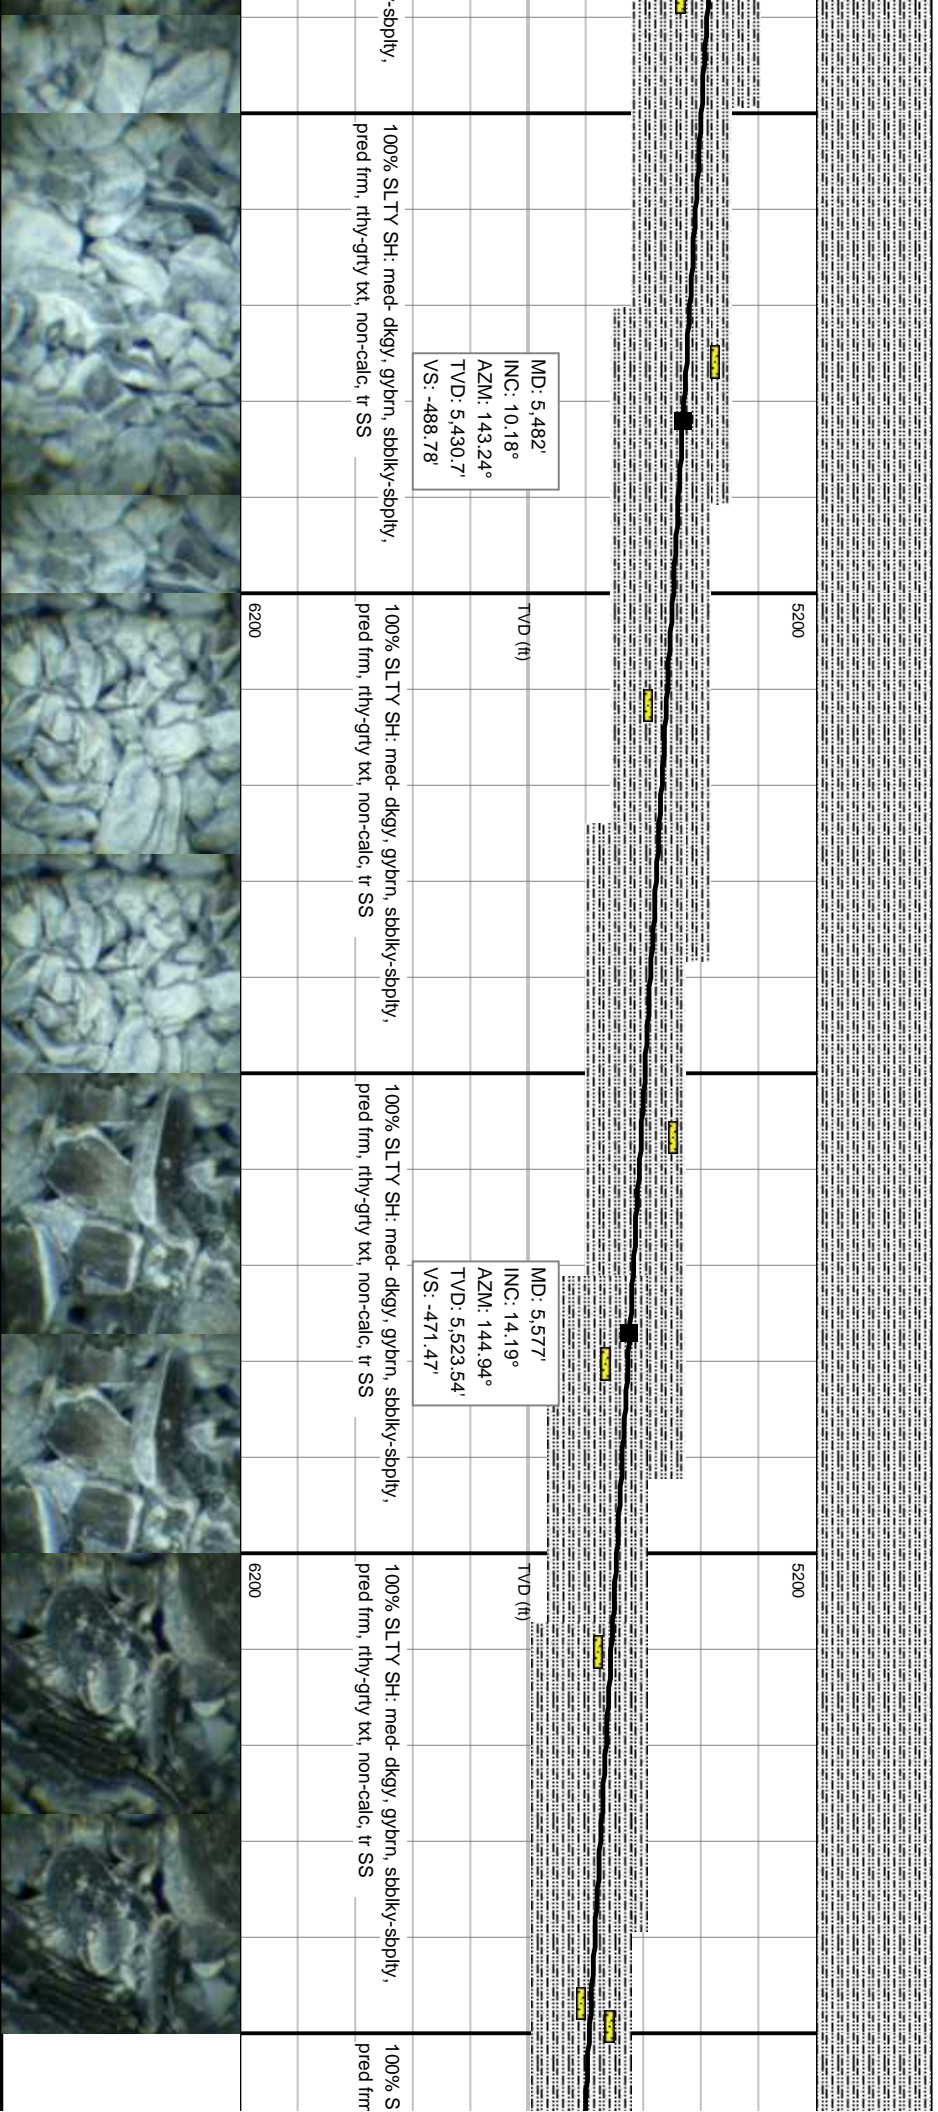 -sbplty,
100% SLTY SH: med- dkgy, gybrn, sbblky-sbplty,
pred frm, rthy-grty txt, non-calc, tr SS
MD: 5,482'
INC: 10.18°
AZM: 143.24°
TVD: 5,430.7'
VS: -488.78'
5200
TVD (ft)
6200
100% SLTY SH: med- dkgy, gybrn, sbblky-sbplty,
pred frm, rthy-grty txt, non-calc, tr SS
100% SLTY SH: med- dkgy, gybrn, sbblky-sbplty,
pred frm, rthy-grty txt, non-calc, tr SS
MD: 5,577'
INC: 14.19°
AZM: 144.94°
TVD: 5,523.54'
VS: -471.47'
5200
TVD (ft)
6200
100% SLTY SH: med- dkgy, gybrn, sbblky-sbplty,
pred frm, rthy-grty txt, non-calc, tr SS
100% S
pred frm